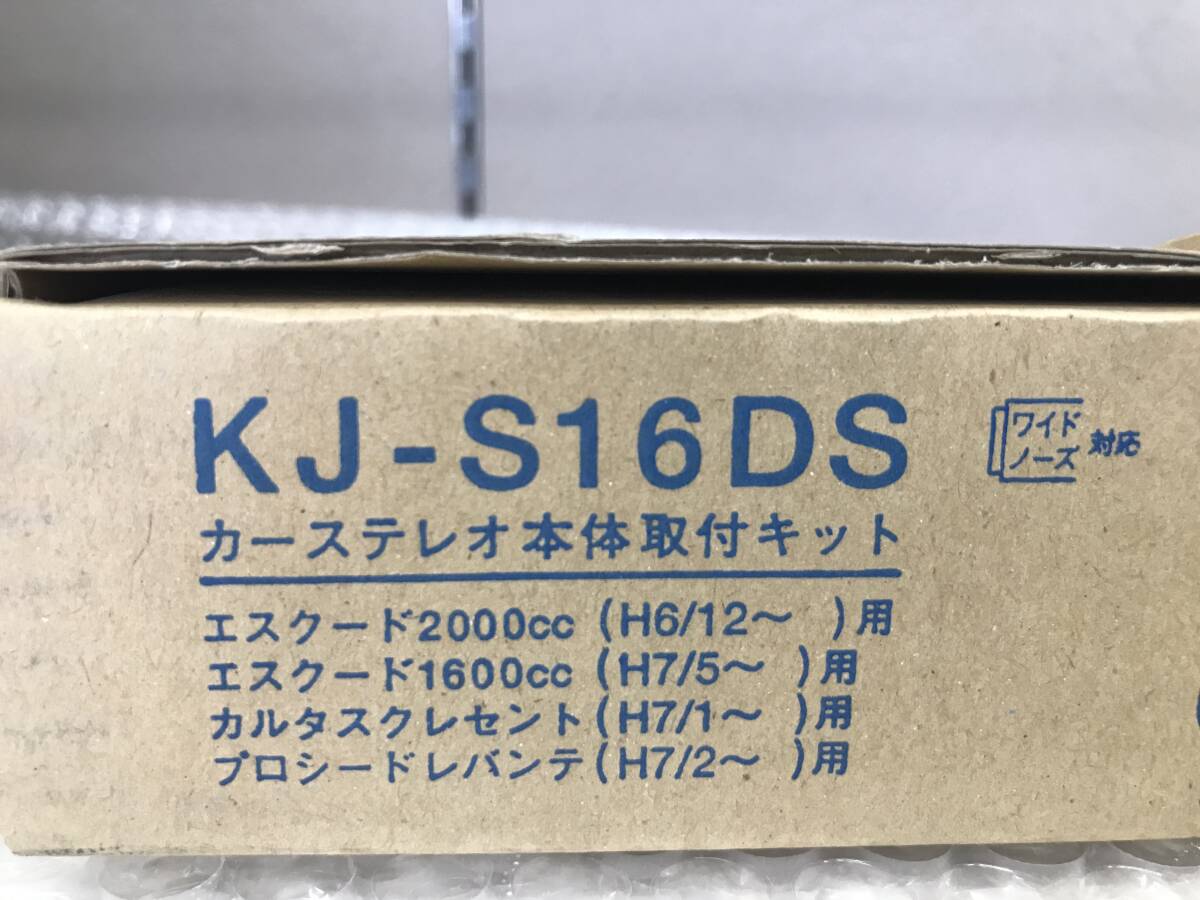 KJ-S16DS
ワイド
ノーズ
対応
カーステレオ本体取付キット
エスクード2000cc (H6/12〜　)用
エスクード1600cc (H7/5〜　)用
カルタスクレセント(H7/1〜　)用
プロシードレバンテ(H7/2〜　)用